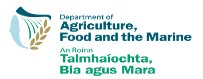 Department of
Agriculture,
Food and the Marine
An Roinn
Talmhaíochta,
Bia agus Mara